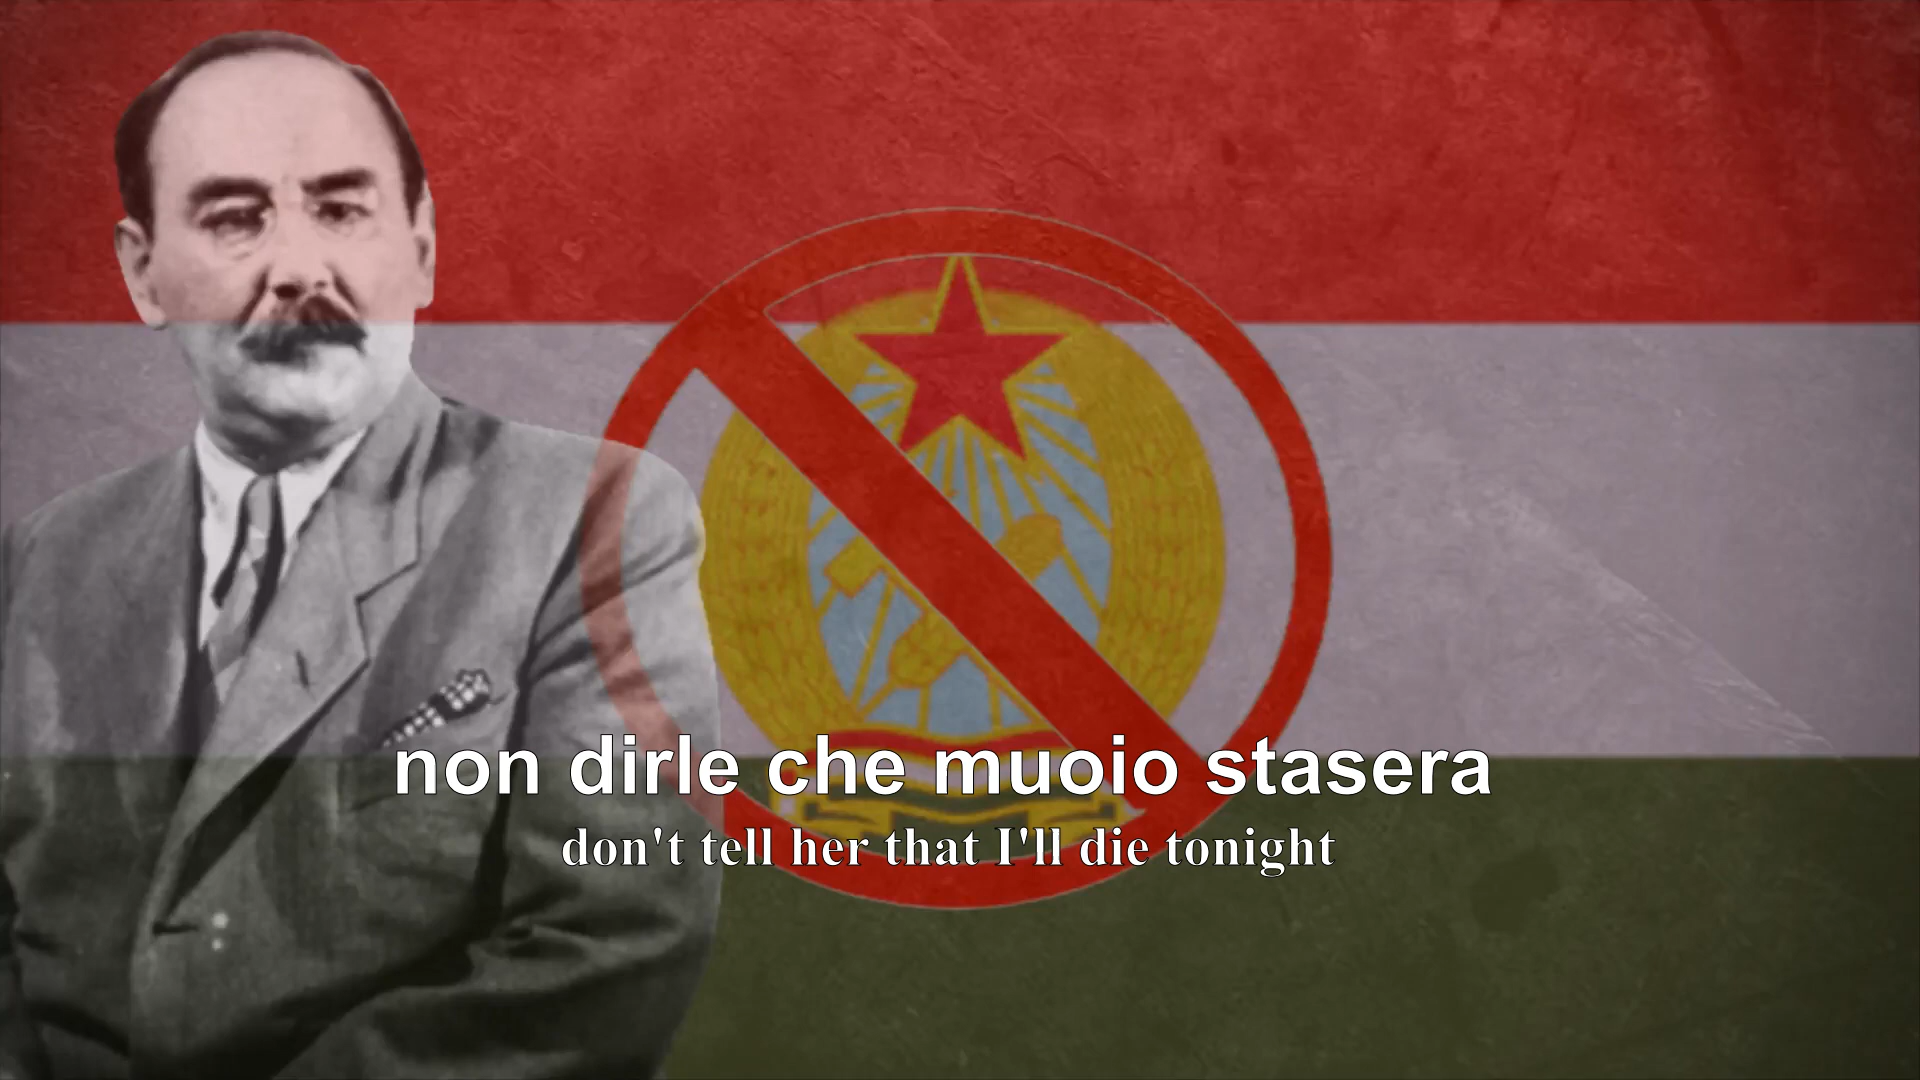 non dirle che muoio stasera
don't tell her that I'll die tonight